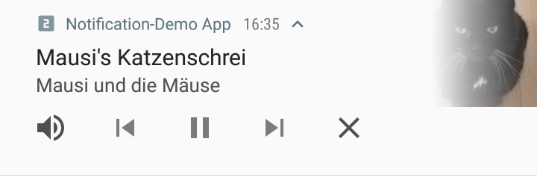 2 Notification-Demo App 16:35
Mausi's Katzenschrei
Mausi und die Mäuse